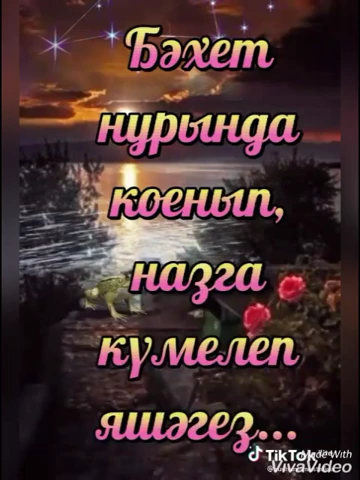 Бәхет
нурында
коенып,
назга
күмелеп
яшәгез...
TikTok
Made With
VivaVideo